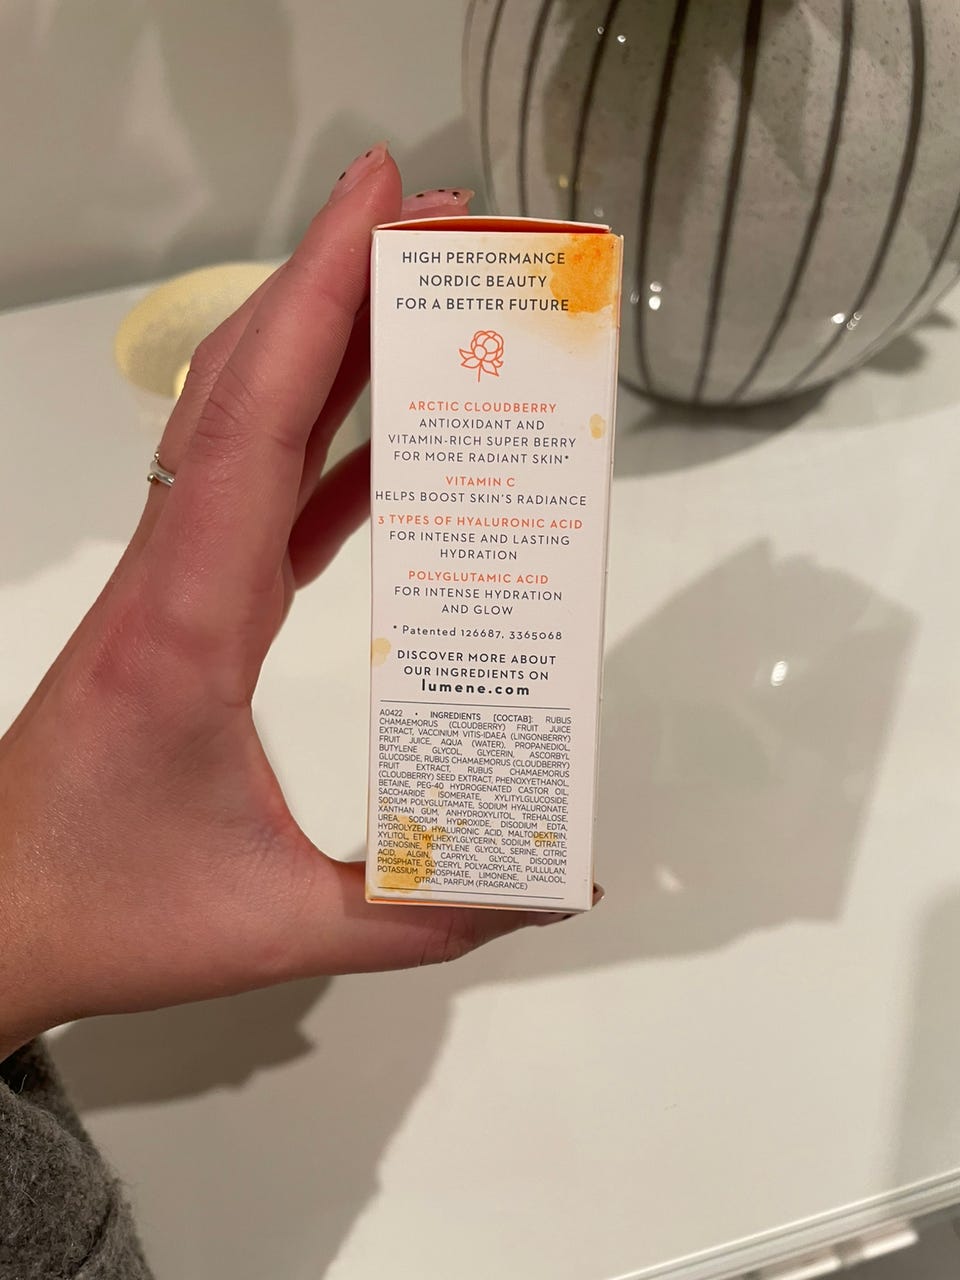 HIGH PERFORMANCE
NORDIC BEAUTY
FOR A BETTER FUTURE
ARCTIC CLOUDBERRY
ANTIOXIDANT AND
VITAMIN-RICH SUPER BERRY
FOR MORE RADIANT SKIN*
VITAMIN C
HELPS BOOST SKIN'S RADIANCE
3 TYPES OF HYALURONIC ACID
FOR INTENSE AND LASTING
HYDRATION
POLYGLUTAMIC ACID
FOR INTENSE HYDRATION
AND GLOW
* Patented 126687, 3365068
DISCOVER MORE ABOUT
OUR INGREDIENTS ON
lumene.com
A0422 • INGREDIENTS [СОСТАВ]: RUBUS
CHAMAEMORUS (CLOUDBERRY) FRUIT JUICE
EXTRACT, VACCINIUM VITIS-IDAEA (LINGONBERRY)
FRUIT JUICE, AQUA (WATER), PROPANEDIOL,
BUTYLENE GLYCOL, GLYCERIN, ASCORBYL
GLUCOSIDE, RUBUS CHAMAEMORUS (CLOUDBERRY)
FRUIT EXTRACT, RUBUS CHAMAEMORUS
(CLOUDBERRY) SEED EXTRACT, PHENOXYETHANOL,
BETAINE, PEG-40 HYDROGENATED CASTOR OIL,
SACCHARIDE ISOMERATE, XYLITYLGLUCOSIDE,
SODIUM POLYGLUTAMATE, SODIUM HYALURONATE,
XANTHAN GUM, ANHYDROXYLITOL, TREHALOSE,
UREA, SODIUM HYDROXIDE, DISODIUM EDTA,
HYDROLYZED HYALURONIC ACID, MALTODEXTRIN,
XYLITOL, ETHYLHEXYLGLYCERIN, SODIUM CITRATE,
ADENOSINE, PENTYLENE GLYCOL, SERINE, CITRIC
ACID, ALGIN, CAPRYLYL GLYCOL, DISODIUM
PHOSPHATE, GLYCERYL POLYACRYLATE, PULLULAN,
POTASSIUM PHOSPHATE, LIMONENE, LINALOOL,
CITRAL, PARFUM (FRAGRANCE)